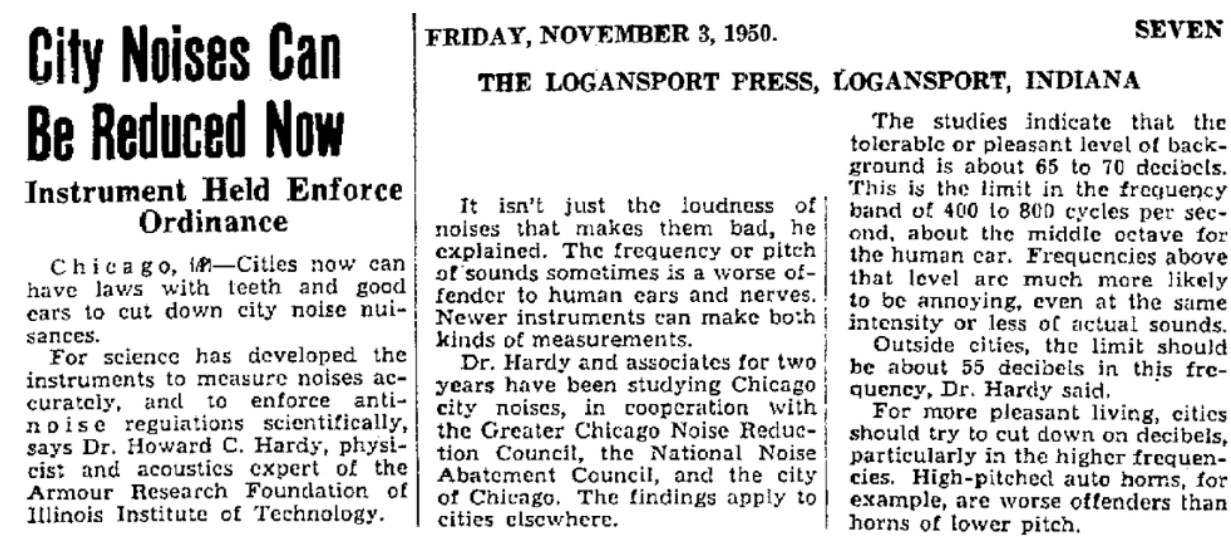 City Noises Can
Be Reduced Now
Instrument Held Enforce
Ordinance
Chicago, (AP)—Cities now can
have laws with teeth and good
ears to cut down city noise nui-
sances.
For science has developed the
instruments to measure noises ac-
curately, and to enforce anti-
noise regulations scientifically,
says Dr. Howard C. Hardy, physi-
cist and acoustics expert of the
Armour Research Foundation of
Illinois Institute of Technology.
FRIDAY, NOVEMBER 3, 1950.
SEVEN
THE LOGANSPORT PRESS, LOGANSPORT, INDIANA
It isn't just the loudness of
noises that makes them bad, he
explained. The frequency or pitch
of sounds sometimes is a worse of-
fender to human ears and nerves.
Newer instruments can make both
kinds of measurements.
Dr. Hardy and associates for two
years have been studying Chicago
city noises, in cooperation with
the Greater Chicago Noise Reduc-
tion Council, the National Noise
Abatement Council, and the city
of Chicago. The findings apply to
cities elsewhere.
The studies indicate that the
tolerable or pleasant level of back-
ground is about 65 to 70 decibels.
This is the limit in the frequency
band of 400 to 800 cycles per sec-
ond, about the middle octave for
the human ear. Frequencies above
that level are much more likely
to be annoying, even at the same
intensity or less of actual sounds.
Outside cities, the limit should
be about 55 decibels in this fre-
quency, Dr. Hardy said.
For more pleasant living, cities
should try to cut down on decibels,
particularly in the higher frequen-
cies. High-pitched auto horns, for
example, are worse offenders than
horns of lower pitch.